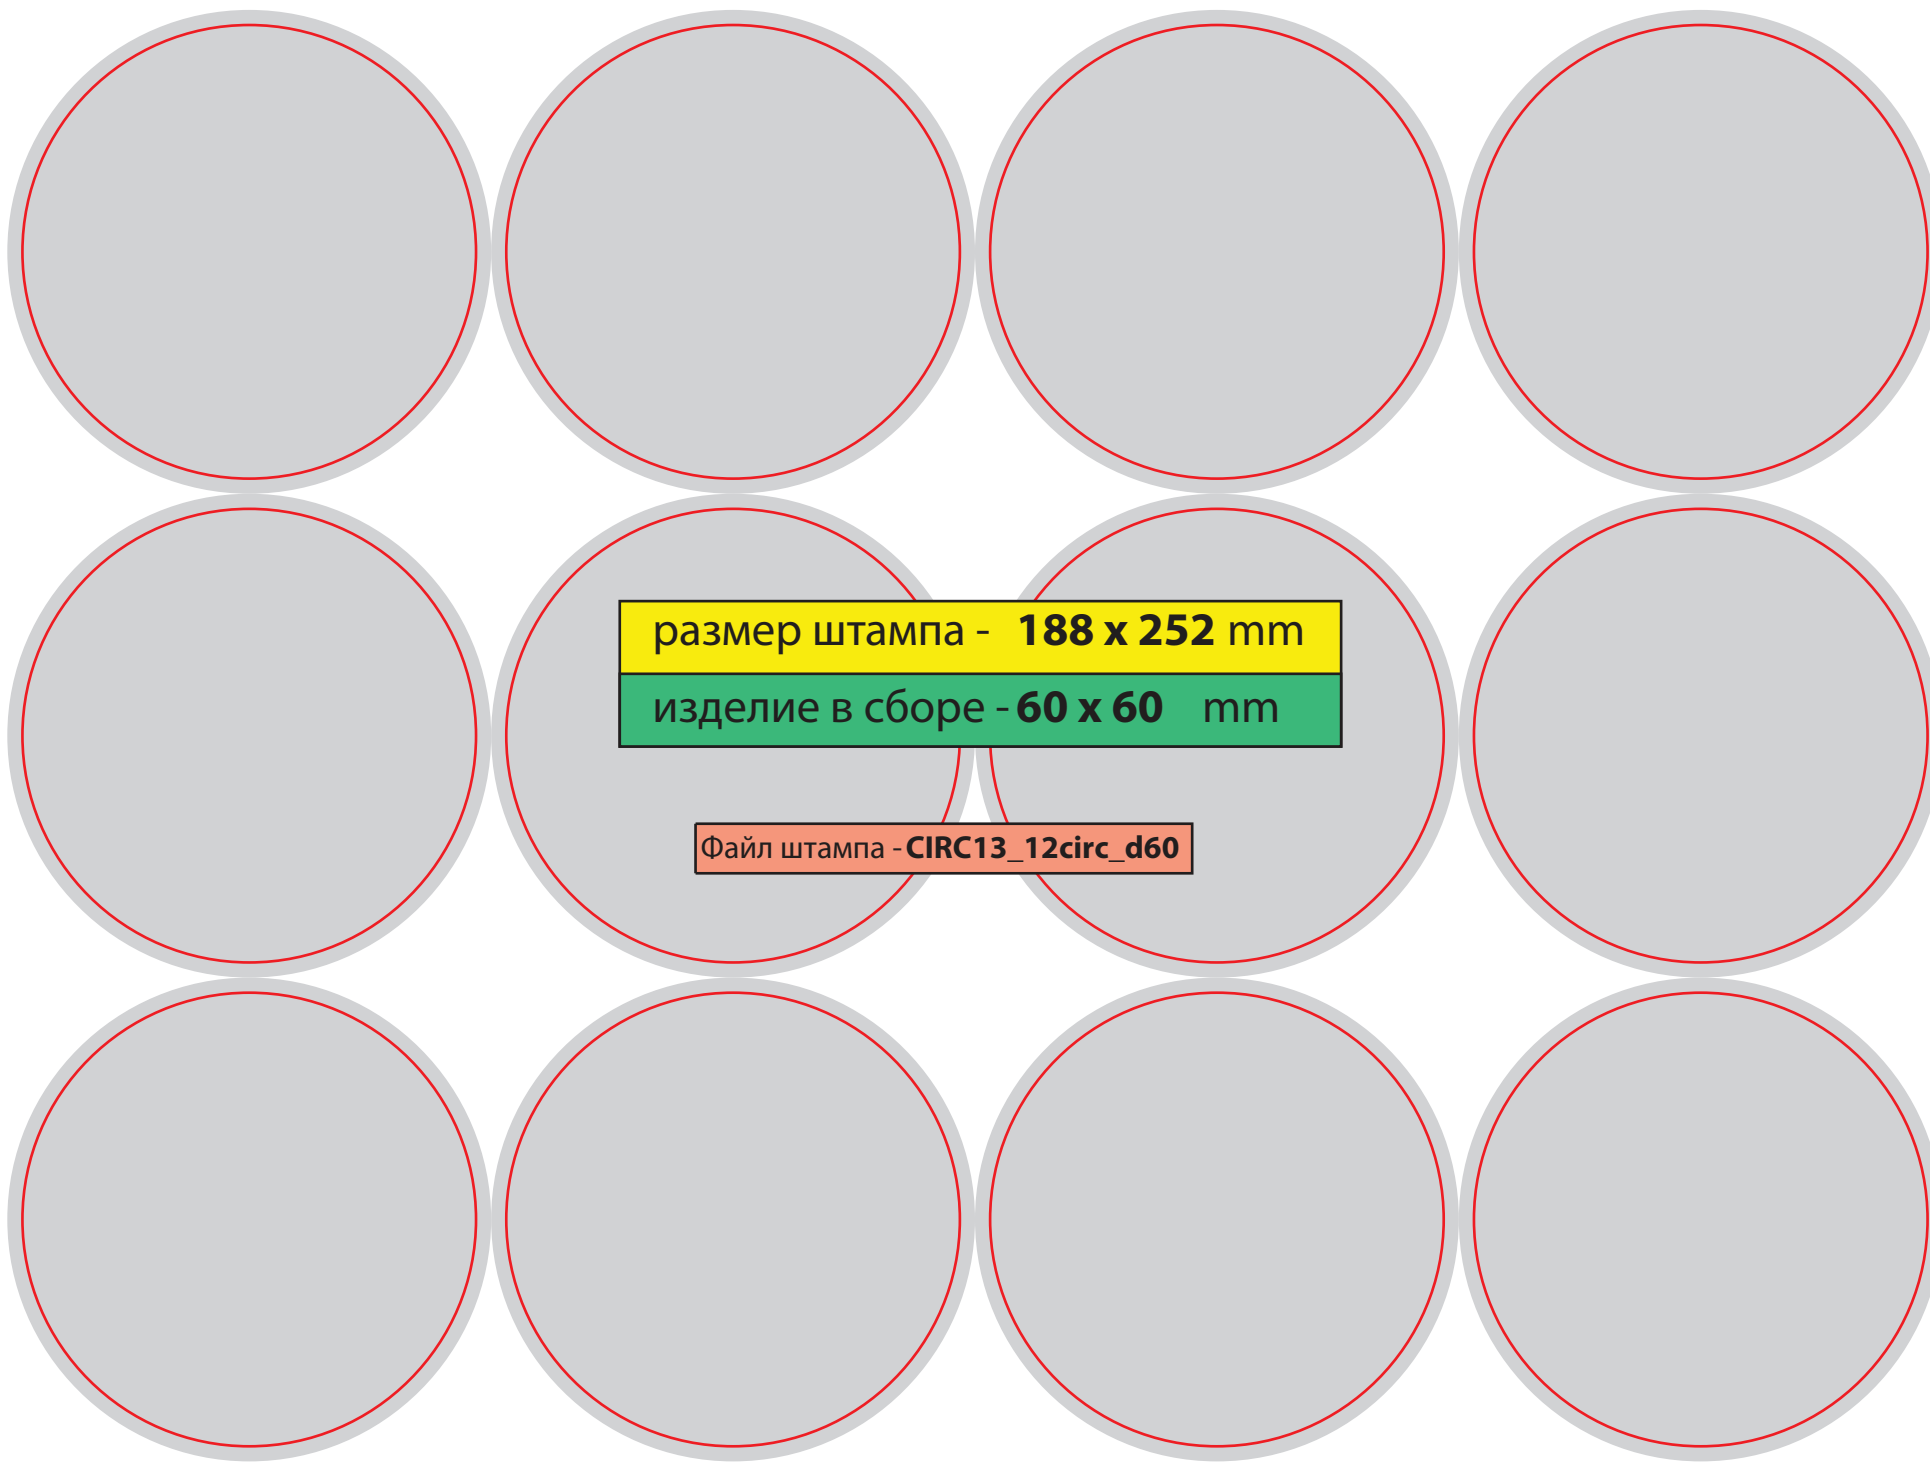 размер штампа - 188 x 252 mm
изделие в сборе - 60 x 60 mm
Файл штампа - CIRC13_12circ_d60